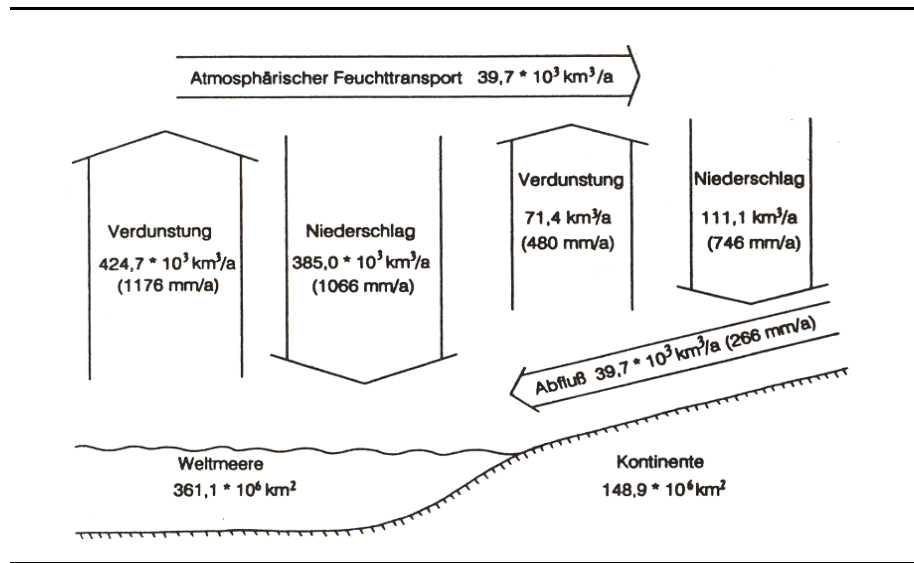 Atmosphärischer Feuchttransport 39,7 * 10³ km³/a
Verdunstung
424,7 * 10³ km³/a
(1176 mm/a)
Niederschlag
385,0 * 10³ km³/a
(1066 mm/a)
Verdunstung
71,4 km³/a
(480 mm/a)
Niederschlag
111,1 km³/a
(746 mm/a)
Abfluß 39,7 * 10³ km³/a (266 mm/a)
Weltmeere
361,1 * 10⁶ km²
Kontinente
148,9 * 10⁶ km²